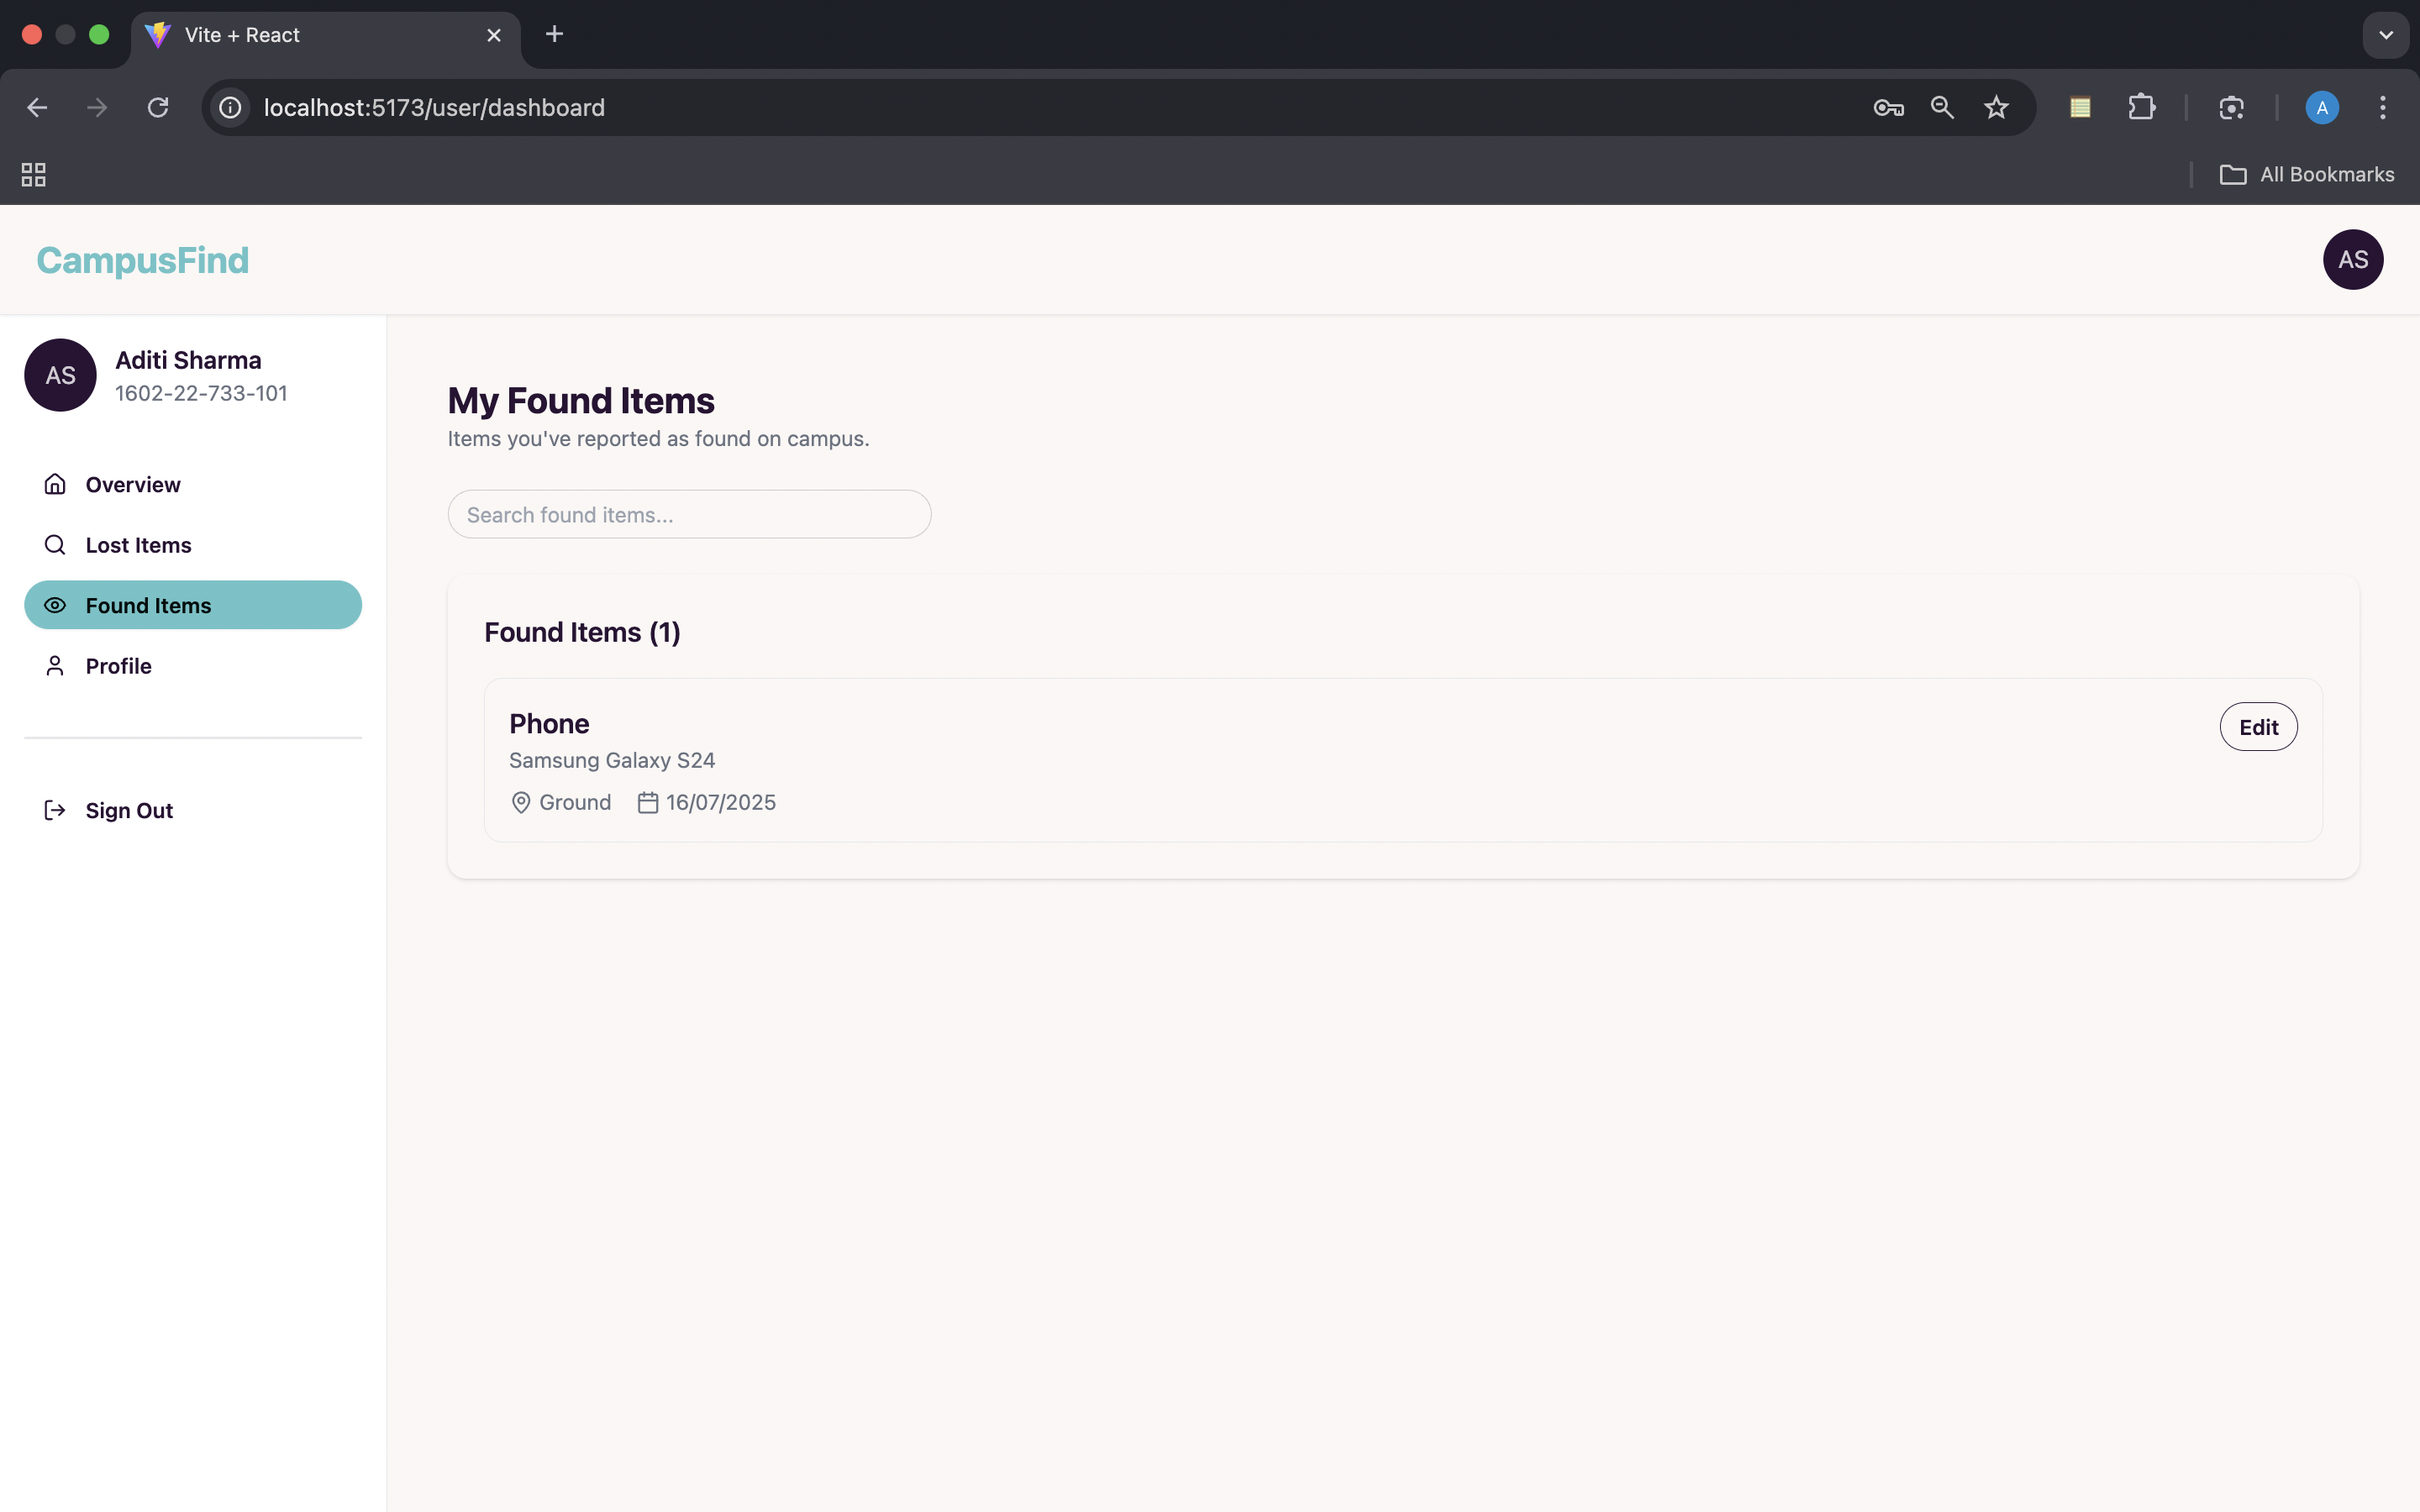 Vite + React
localhost:5173/user/dashboard
A
All Bookmarks
CampusFind
AS
AS
Aditi Sharma
1602-22-733-101
Overview
Lost Items
Found Items
Profile
Sign Out
My Found Items
Items you've reported as found on campus.
Search found items...
Found Items (1)
Phone
Edit
Samsung Galaxy S24
Ground 16/07/2025